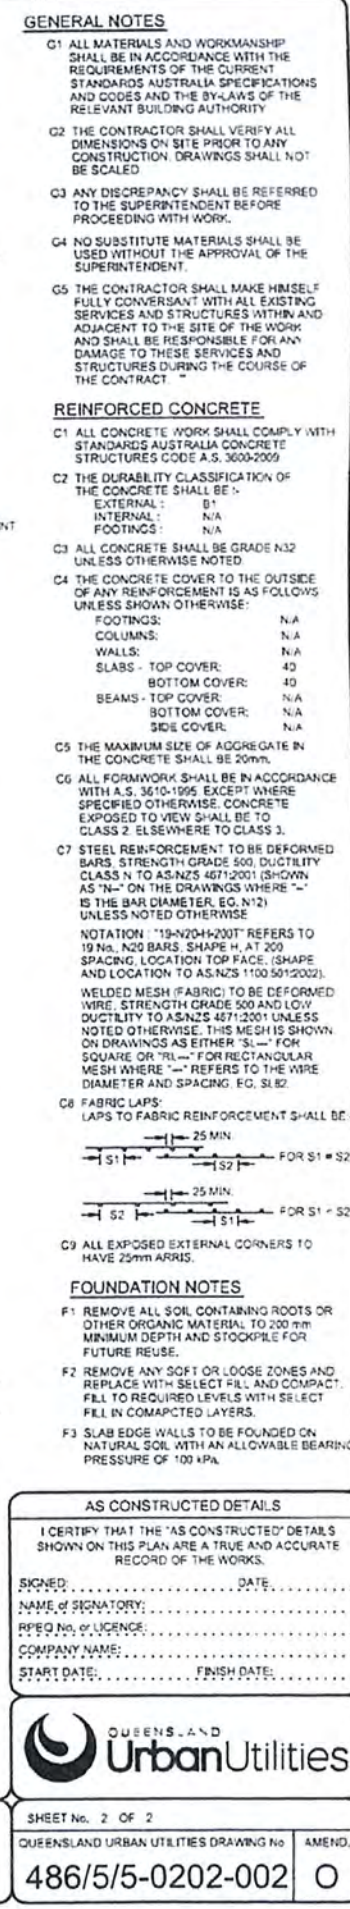 GENERAL NOTES
G1 ALL MATERIALS AND WORKMANSHIP
SHALL BE IN ACCORDANCE WITH THE
REQUIREMENTS OF THE CURRENT
STANDARDS AUSTRALIA SPECIFICATIONS
AND CODES AND THE BY-LAWS OF THE
RELEVANT BUILDING AUTHORITY
G2 THE CONTRACTOR SHALL VERIFY ALL
DIMENSIONS ON SITE PRIOR TO ANY
CONSTRUCTION. DRAWINGS SHALL NOT
BE SCALED
G3 ANY DISCREPANCY SHALL BE REFERRED
TO THE SUPERINTENDENT BEFORE
PROCEEDING WITH WORK.
G4 NO SUBSTITUTE MATERIALS SHALL BE
USED WITHOUT THE APPROVAL OF THE
SUPERINTENDENT.
G5 THE CONTRACTOR SHALL MAKE HIMSELF
FULLY CONVERSANT WITH ALL EXISTING
SERVICES AND STRUCTURES WITHIN AND
ADJACENT TO THE SITE OF THE WORK
AND SHALL BE RESPONSIBLE FOR ANY
DAMAGE TO THESE SERVICES AND
STRUCTURES DURING THE COURSE OF
THE CONTRACT.
REINFORCED CONCRETE
C1 ALL CONCRETE WORK SHALL COMPLY WITH
STANDARDS AUSTRALIA CONCRETE
STRUCTURES CODE A.S. 3600-2009
C2 THE DURABILITY CLASSIFICATION OF
THE CONCRETE SHALL BE :-
EXTERNAL : B1
INTERNAL : N/A
FOOTINGS : N/A
NT
C3 ALL CONCRETE SHALL BE GRADE N32
UNLESS OTHERWISE NOTED
C4 THE CONCRETE COVER TO THE OUTSIDE
OF ANY REINFORCEMENT IS AS FOLLOWS
UNLESS SHOWN OTHERWISE:
FOOTINGS: N/A
COLUMNS: N/A
WALLS: N/A
SLABS - TOP COVER: 40
BOTTOM COVER: 40
BEAMS - TOP COVER: N/A
BOTTOM COVER: N/A
SIDE COVER: N/A
C5 THE MAXIMUM SIZE OF AGGREGATE IN
THE CONCRETE SHALL BE 20mm.
C6 ALL FORMWORK SHALL BE IN ACCORDANCE
WITH A.S. 3610-1995. EXCEPT WHERE
SPECIFIED OTHERWISE. CONCRETE
EXPOSED TO VIEW SHALL BE TO
CLASS 2. ELSEWHERE TO CLASS 3.
C7 STEEL REINFORCEMENT TO BE DEFORMED
BARS, STRENGTH GRADE 500, DUCTILITY
CLASS N TO AS/NZS 4671:2001 (SHOWN
AS "N--" ON THE DRAWINGS WHERE "--"
IS THE BAR DIAMETER, EG. N12)
UNLESS NOTED OTHERWISE
NOTATION : "19-N20-H-200T" REFERS TO
19 No., N20 BARS, SHAPE H, AT 200
SPACING, LOCATION TOP FACE. (SHAPE
AND LOCATION TO AS/NZS 1100.501:2002).
WELDED MESH (FABRIC) TO BE DEFORMED
WIRE, STRENGTH GRADE 500 AND LOW
DUCTILITY TO AS/NZS 4671:2001 UNLESS
NOTED OTHERWISE. THIS MESH IS SHOWN
ON DRAWINGS AS EITHER "SL--" FOR
SQUARE OR "RL--" FOR RECTANGULAR
MESH WHERE "--" REFERS TO THE WIRE
DIAMETER AND SPACING, EG, SL82.
C8 FABRIC LAPS:
LAPS TO FABRIC REINFORCEMENT SHALL BE
25 MIN.
S1 S2 FOR S1 = S2
25 MIN.
S2 S1 FOR S1 < S2
C9 ALL EXPOSED EXTERNAL CORNERS TO
HAVE 25mm ARRIS.
FOUNDATION NOTES
F1 REMOVE ALL SOIL CONTAINING ROOTS OR
OTHER ORGANIC MATERIAL TO 200 mm
MINIMUM DEPTH AND STOCKPILE FOR
FUTURE REUSE.
F2 REMOVE ANY SOFT OR LOOSE ZONES AND
REPLACE WITH SELECT FILL AND COMPACT.
FILL TO REQUIRED LEVELS WITH SELECT
FILL IN COMAPCTED LAYERS.
F3 SLAB EDGE WALLS TO BE FOUNDED ON
NATURAL SOIL WITH AN ALLOWABLE BEARING
PRESSURE OF 100 kPa.
AS CONSTRUCTED DETAILS
I CERTIFY THAT THE "AS CONSTRUCTED" DETAILS
SHOWN ON THIS PLAN ARE A TRUE AND ACCURATE
RECORD OF THE WORKS.
SIGNED: DATE
NAME of SIGNATORY:
RPEQ No. or LICENCE:
COMPANY NAME:
START DATE: FINISH DATE:
QUEENSLAND
UrbanUtilities
SHEET No. 2 OF 2
QUEENSLAND URBAN UTILITIES DRAWING No AMEND.
486/5/5-0202-002 O